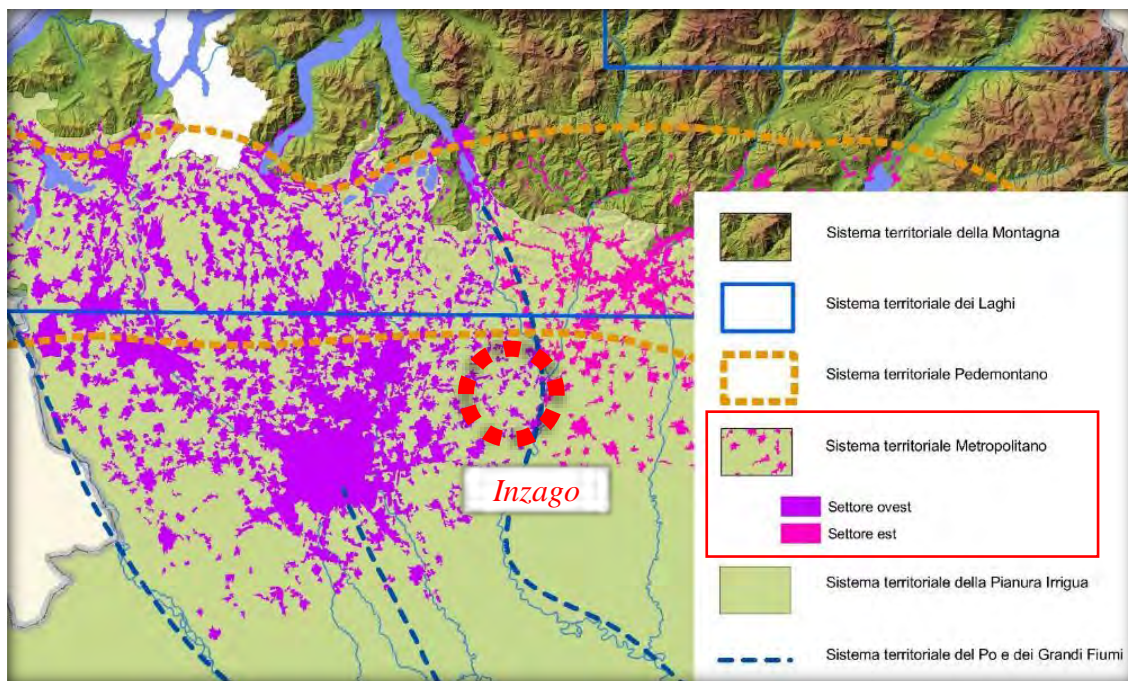 Inzago
Sistema territoriale della Montagna
Sistema territoriale dei Laghi
Sistema territoriale Pedemontano
Sistema territoriale Metropolitano
Settore ovest
Settore est
Sistema territoriale della Pianura Irrigua
Sistema territoriale del Po e dei Grandi Fiumi